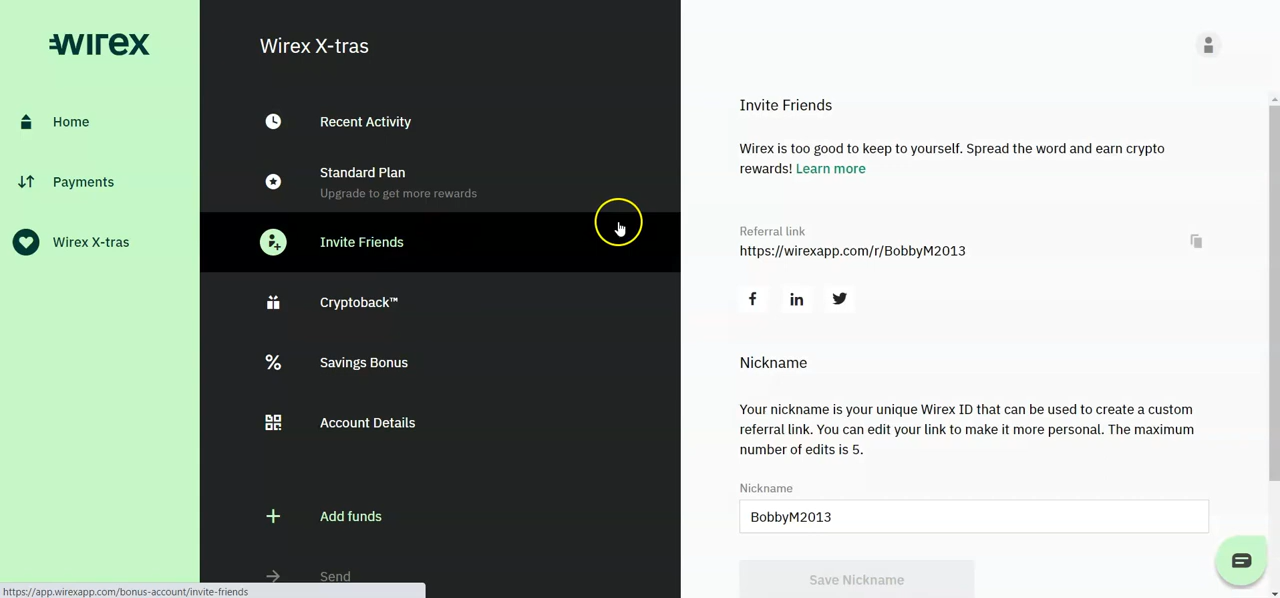 wirex
Home
Payments
Wirex X-tras
Wirex X-tras
Recent Activity
Standard Plan
Upgrade to get more rewards
Invite Friends
Cryptoback™
Savings Bonus
Account Details
Add funds
Send
Invite Friends
Wirex is too good to keep to yourself. Spread the word and earn crypto
rewards! Learn more
Referral link
https://wirexapp.com/r/BobbyM2013
f
in
Nickname
Your nickname is your unique Wirex ID that can be used to create a custom
referral link. You can edit your link to make it more personal. The maximum
number of edits is 5.
Nickname
BobbyM2013
Save Nickname
https://app.wirexapp.com/bonus-account/invite-friends